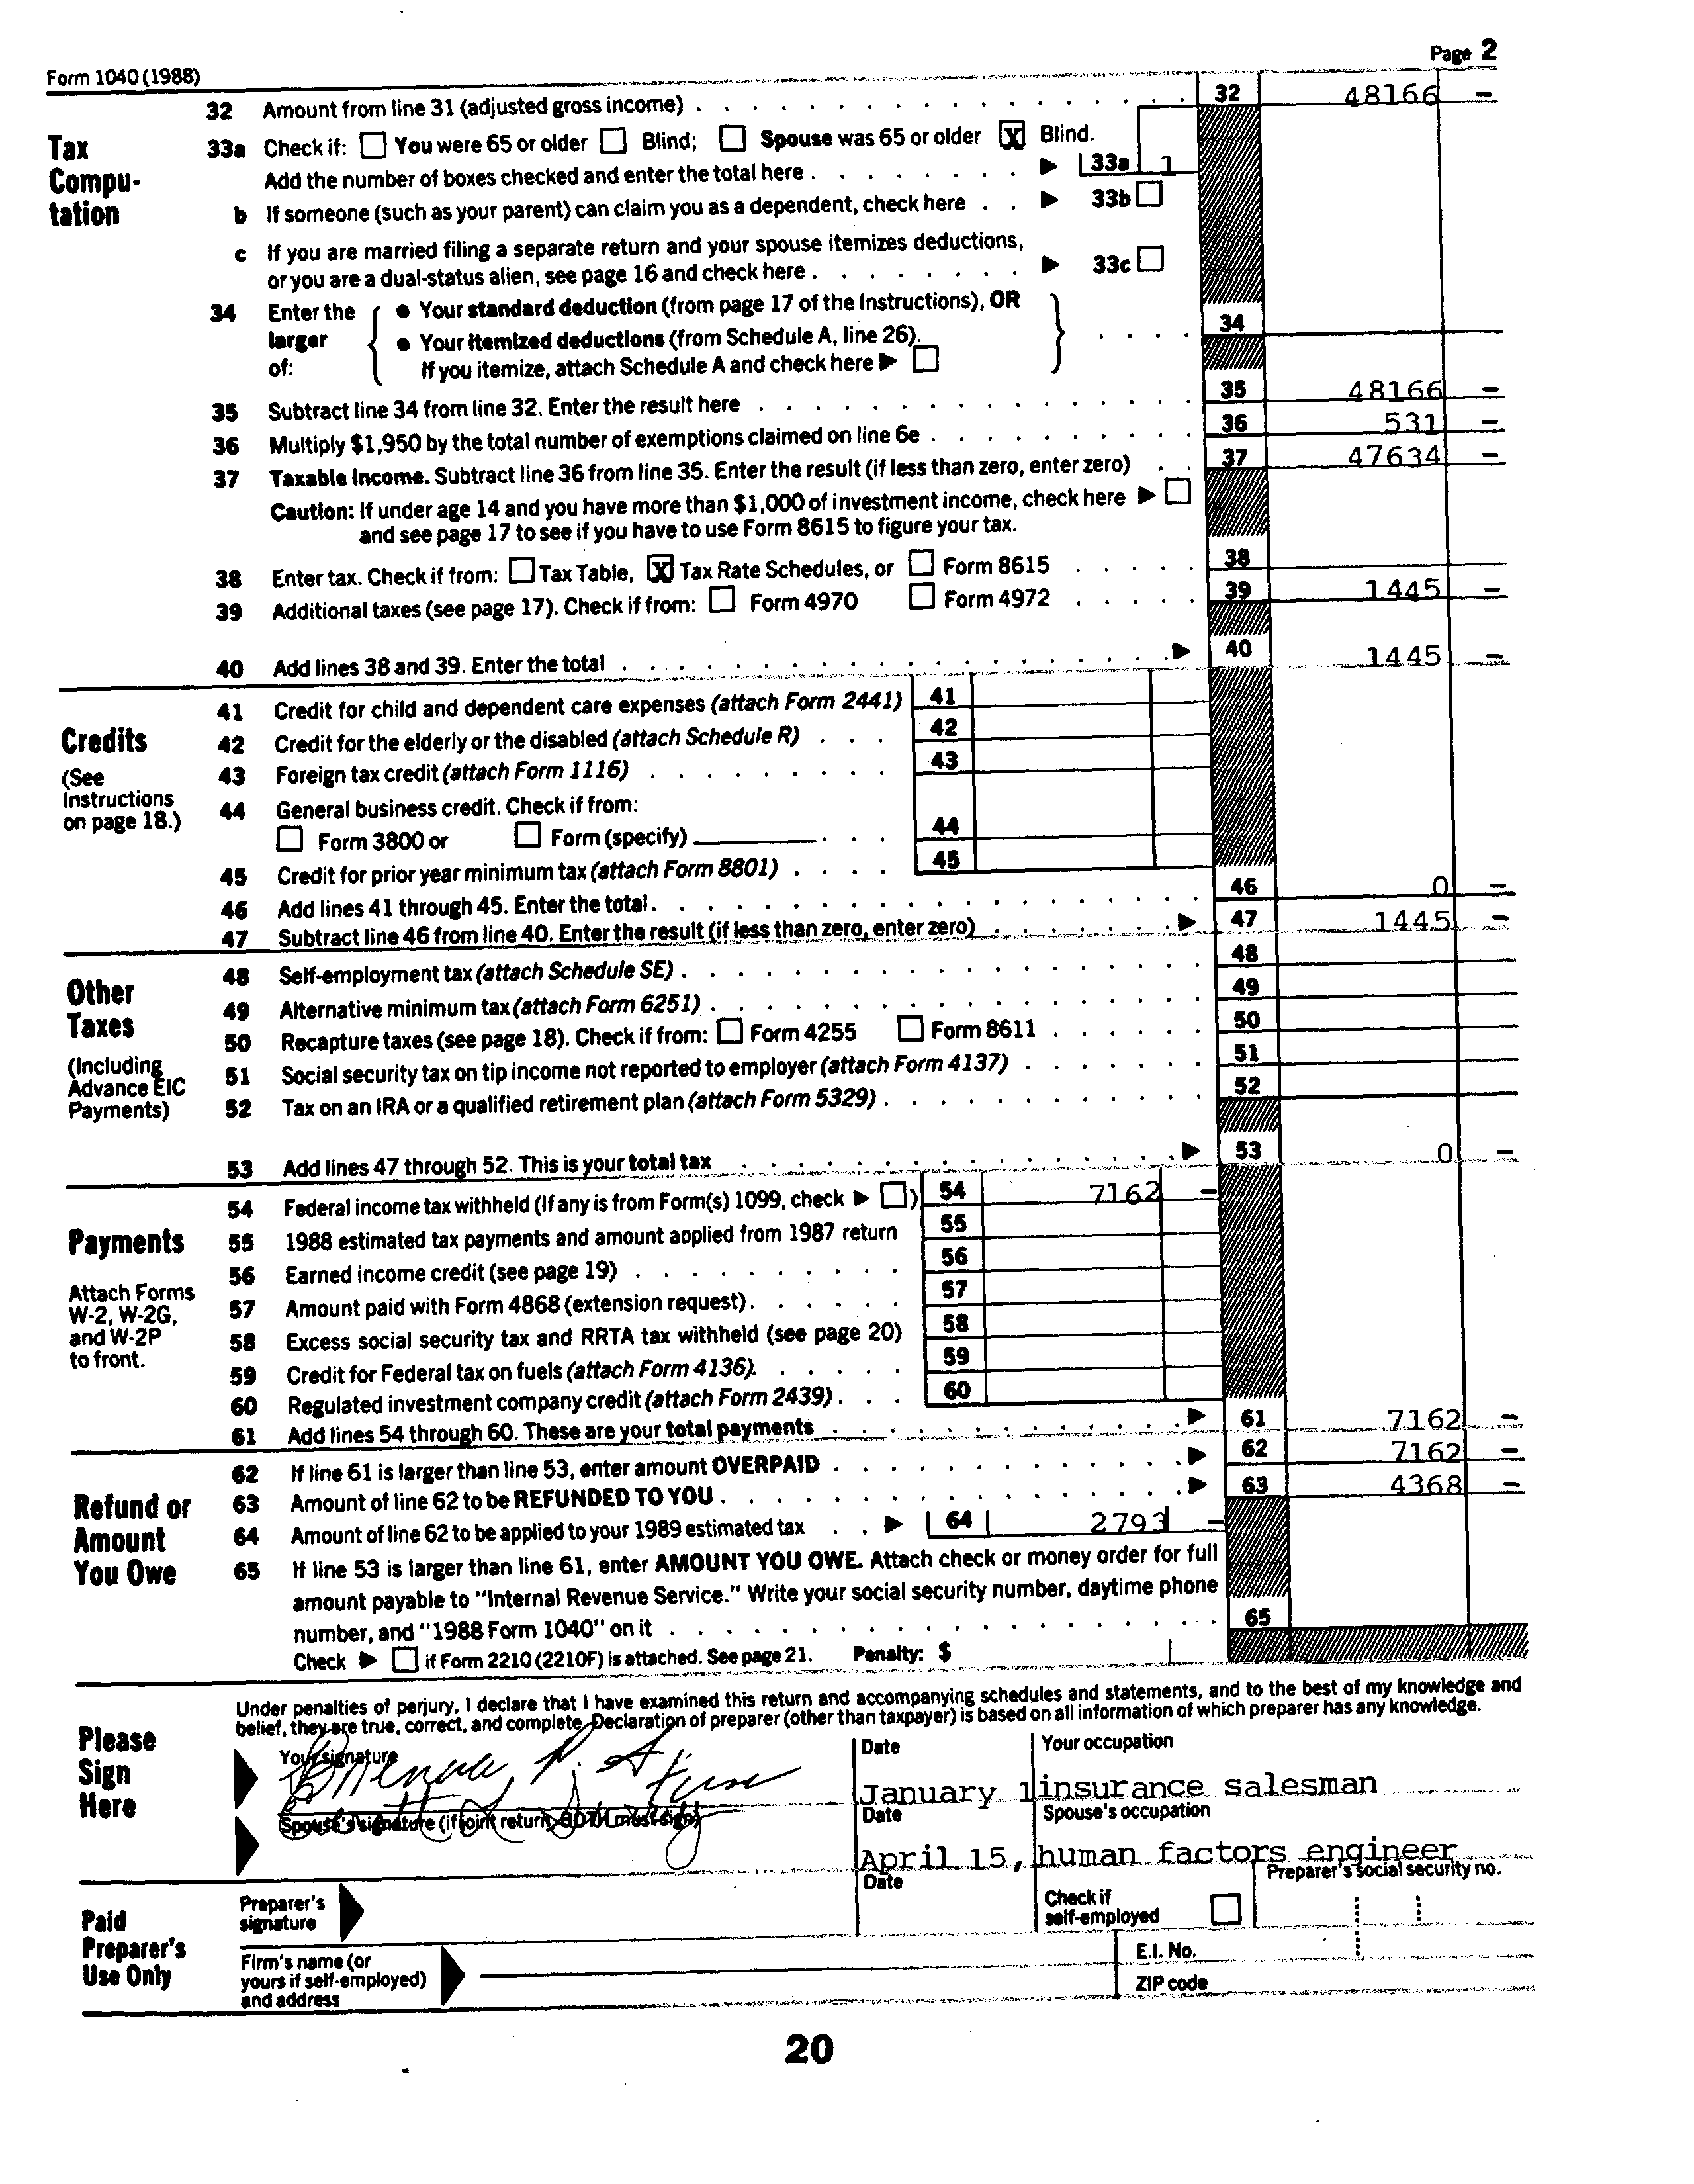 Form 1040 (1988) Page 2
32 Amount from line 31 (adjusted gross income) 32 48166 –
Tax Compu- tation
33a Check if: You were 65 or older Blind; Spouse was 65 or older X Blind.
Add the number of boxes checked and enter the total here 33a 1
b If someone (such as your parent) can claim you as a dependent, check here 33b
c If you are married filing a separate return and your spouse itemizes deductions,
or you are a dual-status alien, see page 16 and check here 33c
34 Enter the larger of:
● Your standard deduction (from page 17 of the Instructions), OR
● Your itemized deductions (from Schedule A, line 26).
If you itemize, attach Schedule A and check here
34
35 Subtract line 34 from line 32. Enter the result here 35 48166 –
36 Multiply $1,950 by the total number of exemptions claimed on line 6e 36 531 –
37 Taxable income. Subtract line 36 from line 35. Enter the result (if less than zero, enter zero) 37 47634 –
Caution: If under age 14 and you have more than $1,000 of investment income, check here
and see page 17 to see if you have to use Form 8615 to figure your tax.
38 Enter tax. Check if from: Tax Table, X Tax Rate Schedules, or Form 8615 38
39 Additional taxes (see page 17). Check if from: Form 4970 Form 4972 39 1445 –
40 Add lines 38 and 39. Enter the total 40 1445 –
Credits
(See Instructions on page 18.)
41 Credit for child and dependent care expenses (attach Form 2441) 41
42 Credit for the elderly or the disabled (attach Schedule R) 42
43 Foreign tax credit (attach Form 1116) 43
44 General business credit. Check if from:
Form 3800 or Form (specify) 44
45 Credit for prior year minimum tax (attach Form 8801) 45
46 Add lines 41 through 45. Enter the total 46 0 –
47 Subtract line 46 from line 40. Enter the result (if less than zero, enter zero) 47 1445 –
Other Taxes
(Including Advance EIC Payments)
48 Self-employment tax (attach Schedule SE) 48
49 Alternative minimum tax (attach Form 6251) 49
50 Recapture taxes (see page 18). Check if from: Form 4255 Form 8611 50
51 Social security tax on tip income not reported to employer (attach Form 4137) 51
52 Tax on an IRA or a qualified retirement plan (attach Form 5329) 52
53 Add lines 47 through 52. This is your total tax 53 0 –
Payments
Attach Forms W-2, W-2G, and W-2P to front.
54 Federal income tax withheld (If any is from Form(s) 1099, check ) 54 7162 –
55 1988 estimated tax payments and amount applied from 1987 return 55
56 Earned income credit (see page 19) 56
57 Amount paid with Form 4868 (extension request) 57
58 Excess social security tax and RRTA tax withheld (see page 20) 58
59 Credit for Federal tax on fuels (attach Form 4136) 59
60 Regulated investment company credit (attach Form 2439) 60
61 Add lines 54 through 60. These are your total payments 61 7162 –
Refund or Amount You Owe
62 If line 61 is larger than line 53, enter amount OVERPAID 62 7162 –
63 Amount of line 62 to be REFUNDED TO YOU 63 4368 –
64 Amount of line 62 to be applied to your 1989 estimated tax 64 2793 –
65 If line 53 is larger than line 61, enter AMOUNT YOU OWE. Attach check or money order for full
amount payable to "Internal Revenue Service." Write your social security number, daytime phone
number, and "1988 Form 1040" on it 65
Check if Form 2210 (2210F) is attached. See page 21. Penalty: $
Please Sign Here
Under penalties of perjury, I declare that I have examined this return and accompanying schedules and statements, and to the best of my knowledge and
belief, they are true, correct, and complete. Declaration of preparer (other than taxpayer) is based on all information of which preparer has any knowledge.
Your signature Date Your occupation
January 1 insurance salesman
Spouse's signature (if joint return, BOTH must sign) Date Spouse's occupation
April 15, human factors engineer
Paid Preparer's Use Only
Preparer's signature Date Check if self-employed Preparer's social security no.
Firm's name (or yours if self-employed) and address E.I. No.
ZIP code
20